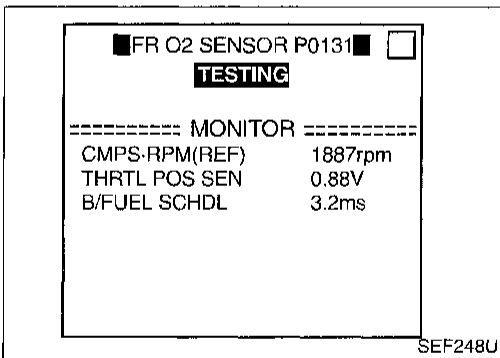 FR O2 SENSOR P0131
TESTING
========== MONITOR ==========
CMPS·RPM(REF) 1887rpm
THRTL POS SEN 0.88V
B/FUEL SCHDL 3.2ms
SEF248U